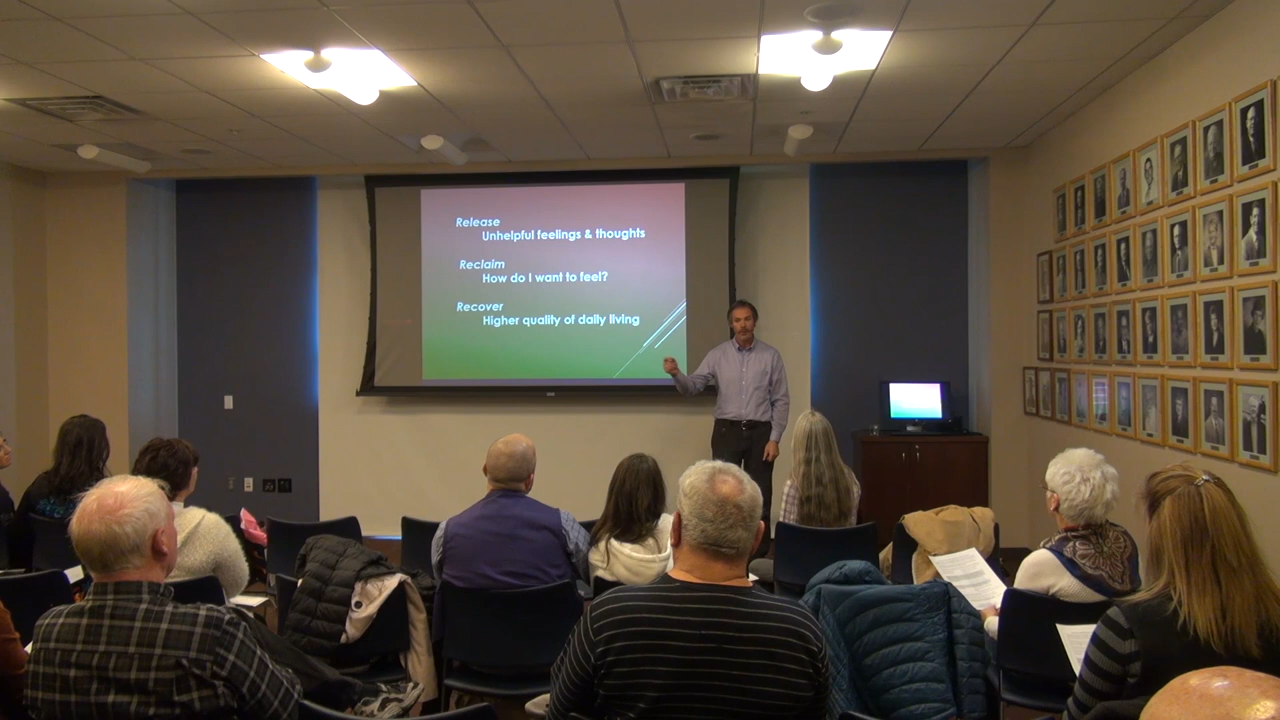 Release
Unhelpful feelings & thoughts
Reclaim
How do I want to feel?
Recover
Higher quality of daily living